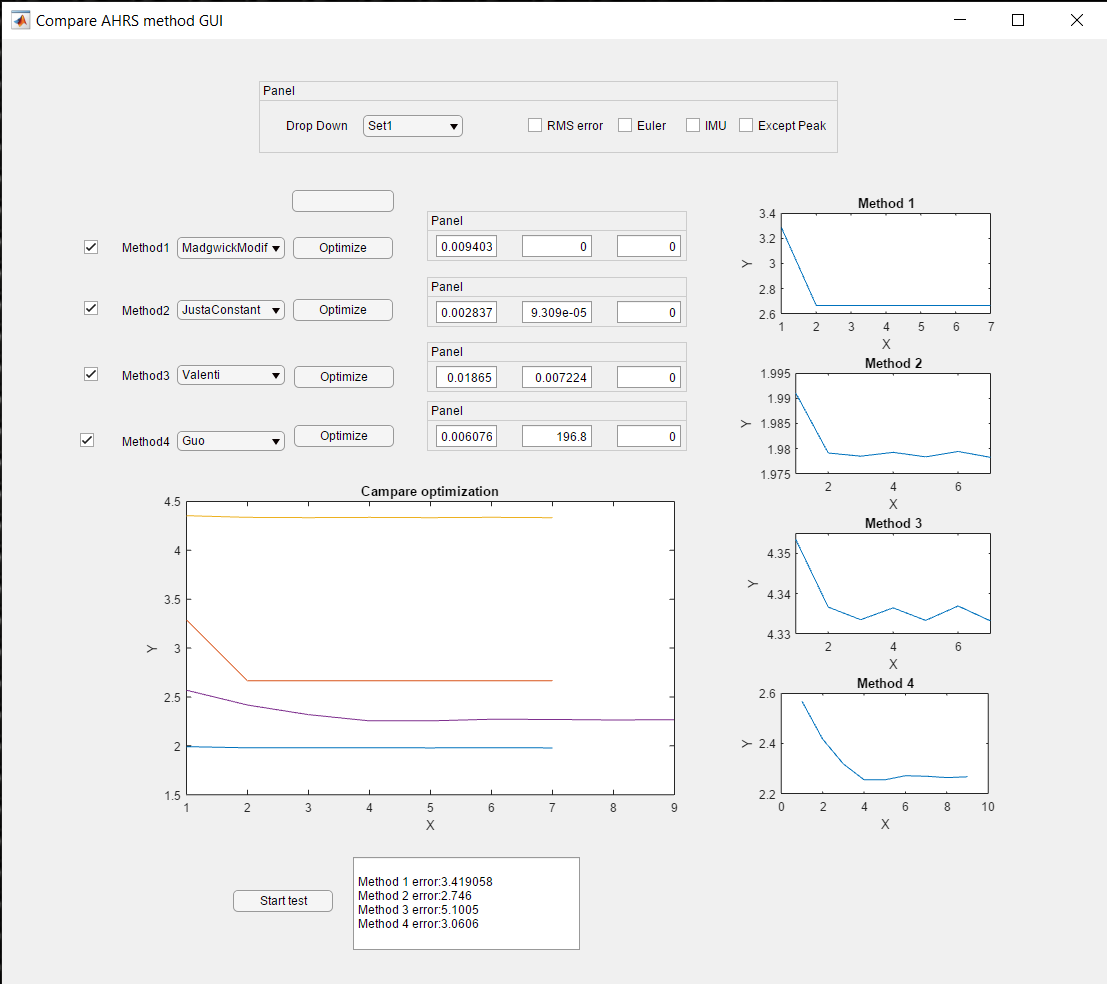 Compare AHRS method GUI
Panel
Drop Down Set1 RMS error Euler IMU Except Peak
Method1 MadgwickModif Optimize
Panel
0.009403 0 0
Method2 JustaConstant Optimize
Panel
0.002837 9.309e-05 0
Method3 Valenti Optimize
Panel
0.01865 0.007224 0
Method4 Guo Optimize
Panel
0.006076 196.8 0
Method 1
3.4
3.2
3
2.8
2.6
Y
1 2 3 4 5 6 7
X
Method 2
1.995
1.99
1.985
1.98
1.975
Y
2 4 6
X
Method 3
4.35
4.34
4.33
Y
2 4 6
X
Method 4
2.6
2.4
2.2
Y
0 2 4 6 8 10
X
Campare optimization
4.5
4
3.5
3
2.5
2
1.5
Y
1 2 3 4 5 6 7 8 9
X
Start test
Method 1 error:3.419058
Method 2 error:2.746
Method 3 error:5.1005
Method 4 error:3.0606